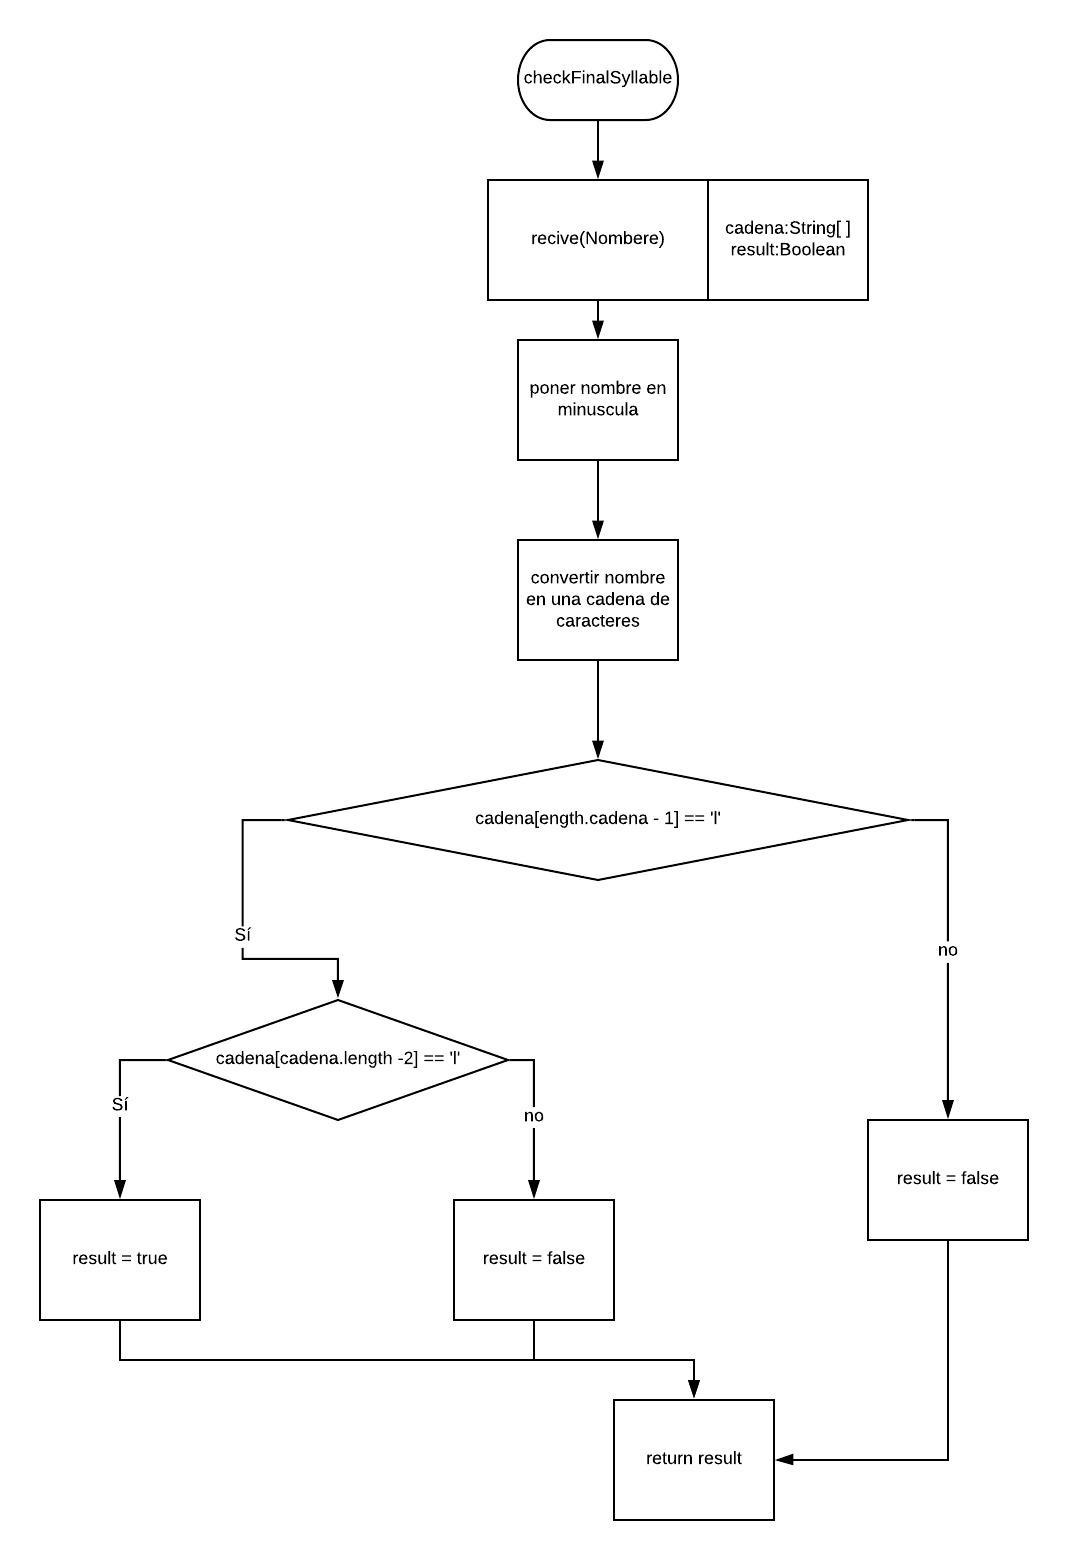 checkFinalSyllable
recive(Nombere)
cadena:String[ ]
result:Boolean
poner nombre en
minuscula
convertir nombre
en una cadena de
caracteres
cadena[ength.cadena - 1] == 'l'
Sí
no
cadena[cadena.length -2] == 'l'
Sí
no
result = true
result = false
result = false
return result